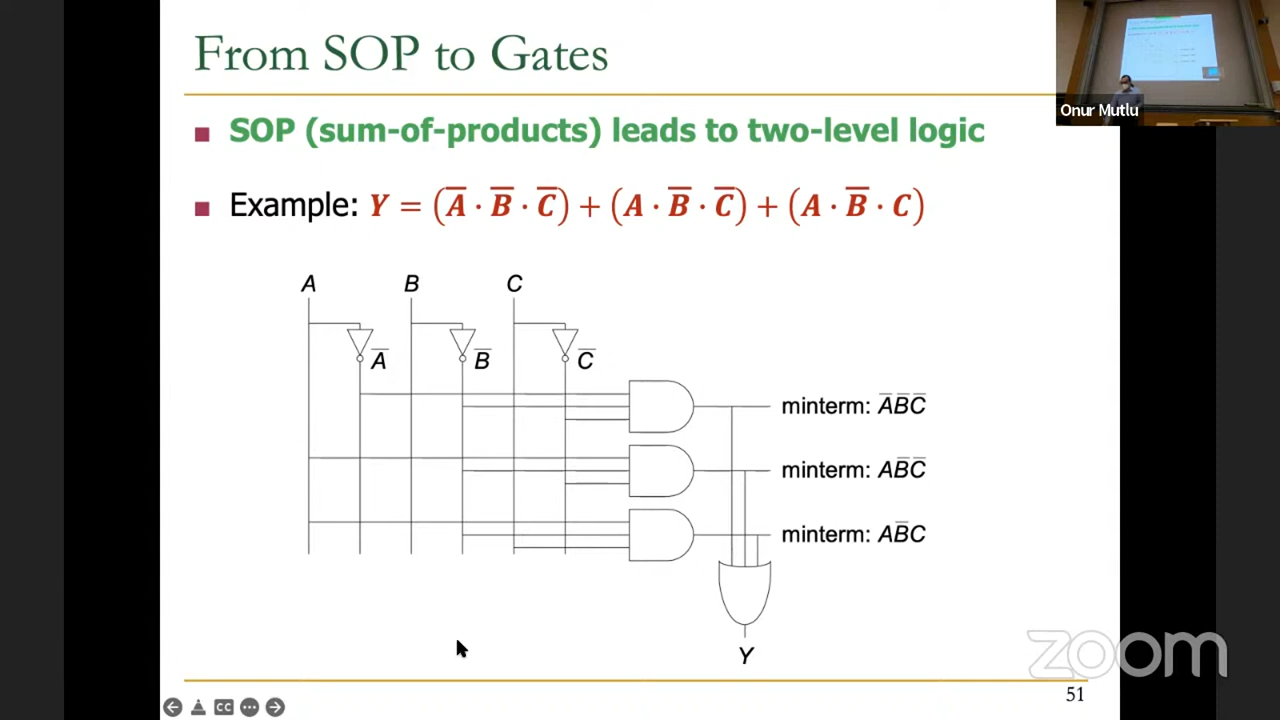 From SOP to Gates
Onur Mutlu
■ SOP (sum-of-products) leads to two-level logic
■ Example: Y = (A̅ · B̅ · C̅) + (A · B̅ · C̅) + (A · B̅ · C)
A B C
A̅ B̅ C̅
minterm: A̅B̅C̅
minterm: AB̅C̅
minterm: AB̅C
Y
zoom
51
CC